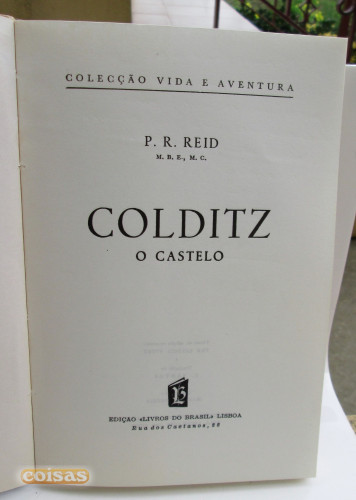 COLECÇÃO VIDA E AVENTURA
P. R. REID
M. B. E., M. C.
COLDITZ
O CASTELO
EDIÇÃO «LIVROS DO BRASIL» LISBOA
Rua dos Caetanos, 22
coisas